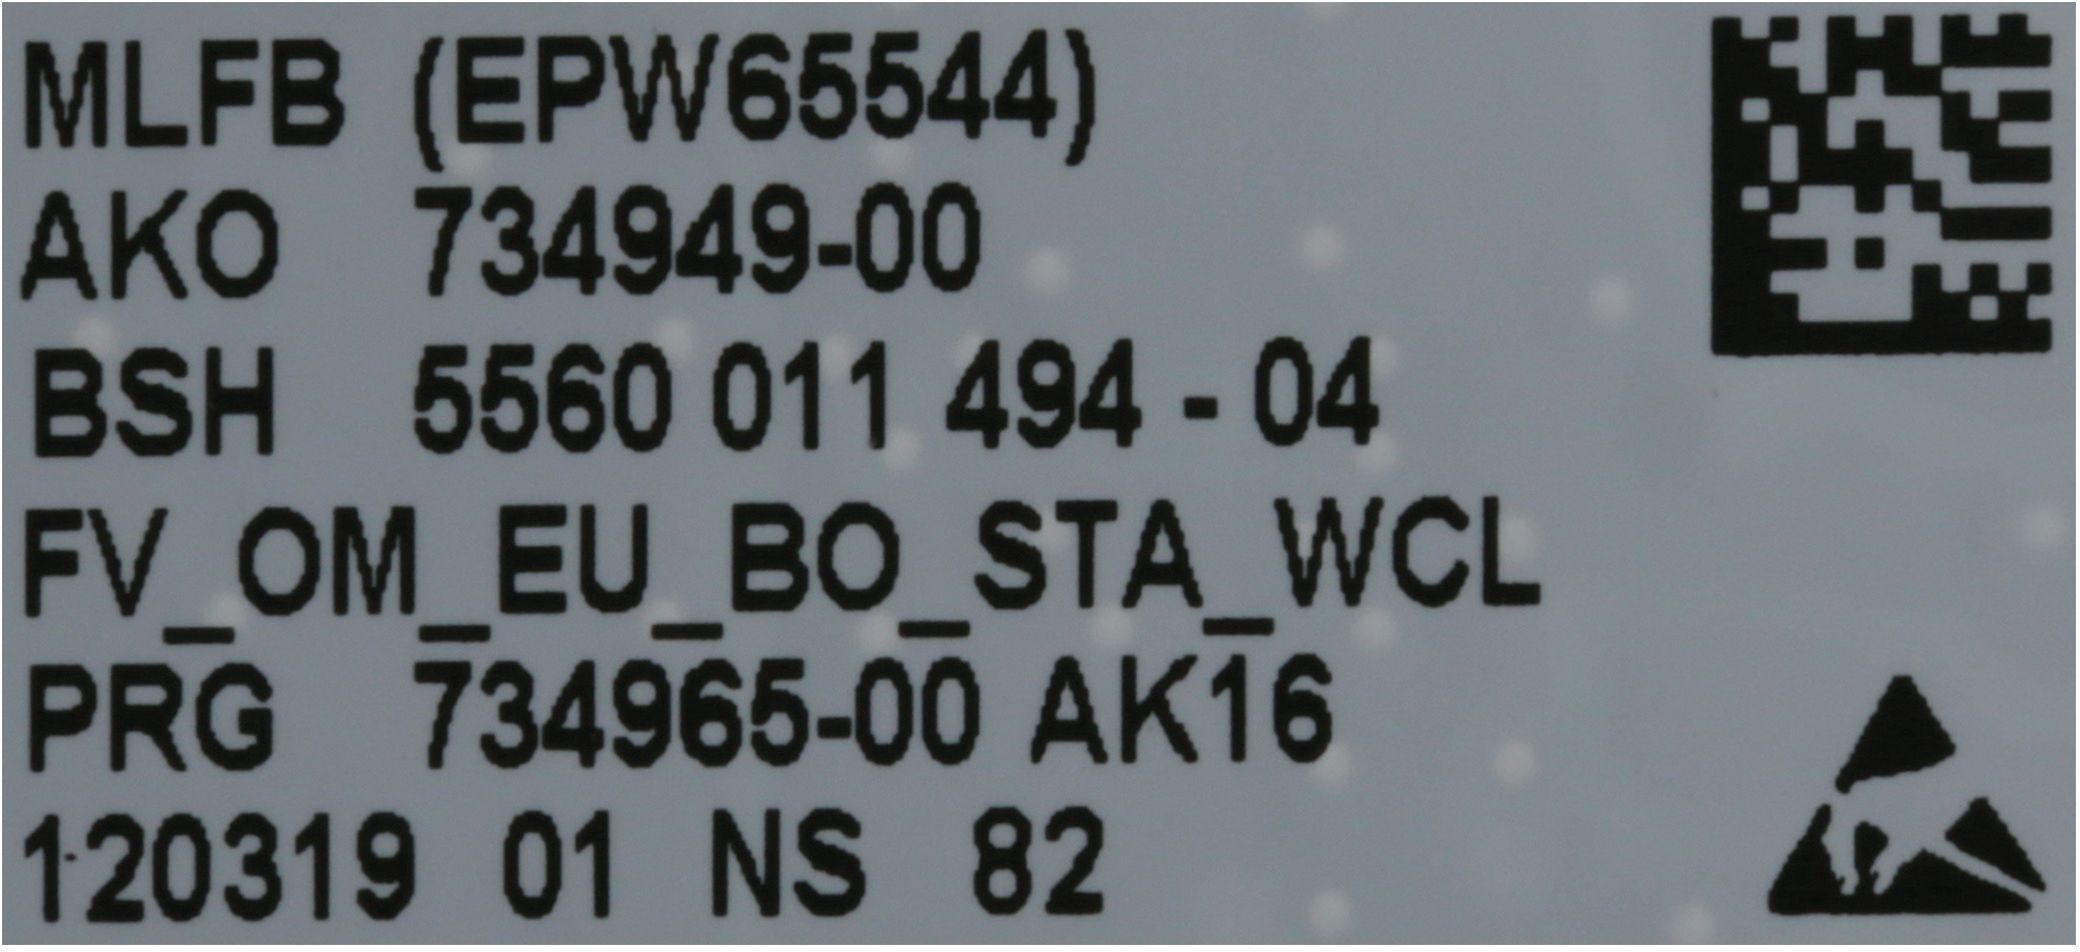 MLFB (EPW65544)
AKO 734949-00
BSH 5560 011 494 - 04
FV_OM_EU_BO_STA_WCL
PRG 734965-00 AK16
120319 01 NS 82